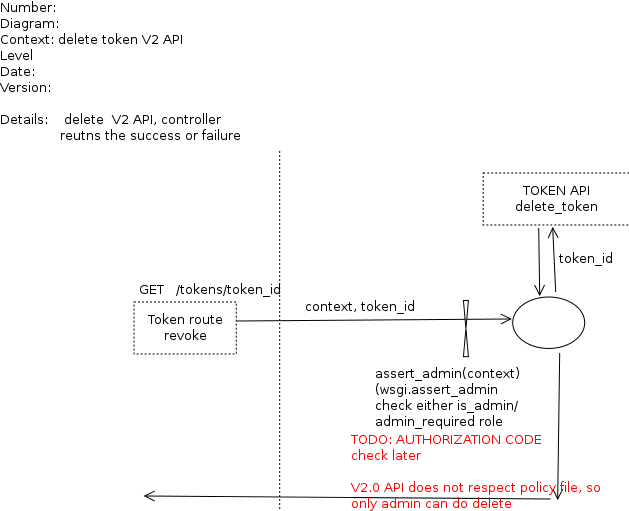 Number:
Diagram:
Context: delete token V2 API
Level
Date:
Version:
Details: delete V2 API, controller
reutns the success or failure
TOKEN API
delete_token
token_id
GET /tokens/token_id
context, token_id
Token route
revoke
assert_admin(context)
(wsgi.assert_admin
check either is_admin/
admin_required role
TODO: AUTHORIZATION CODE
check later
V2.0 API does not respect policy file, so
only admin can do delete